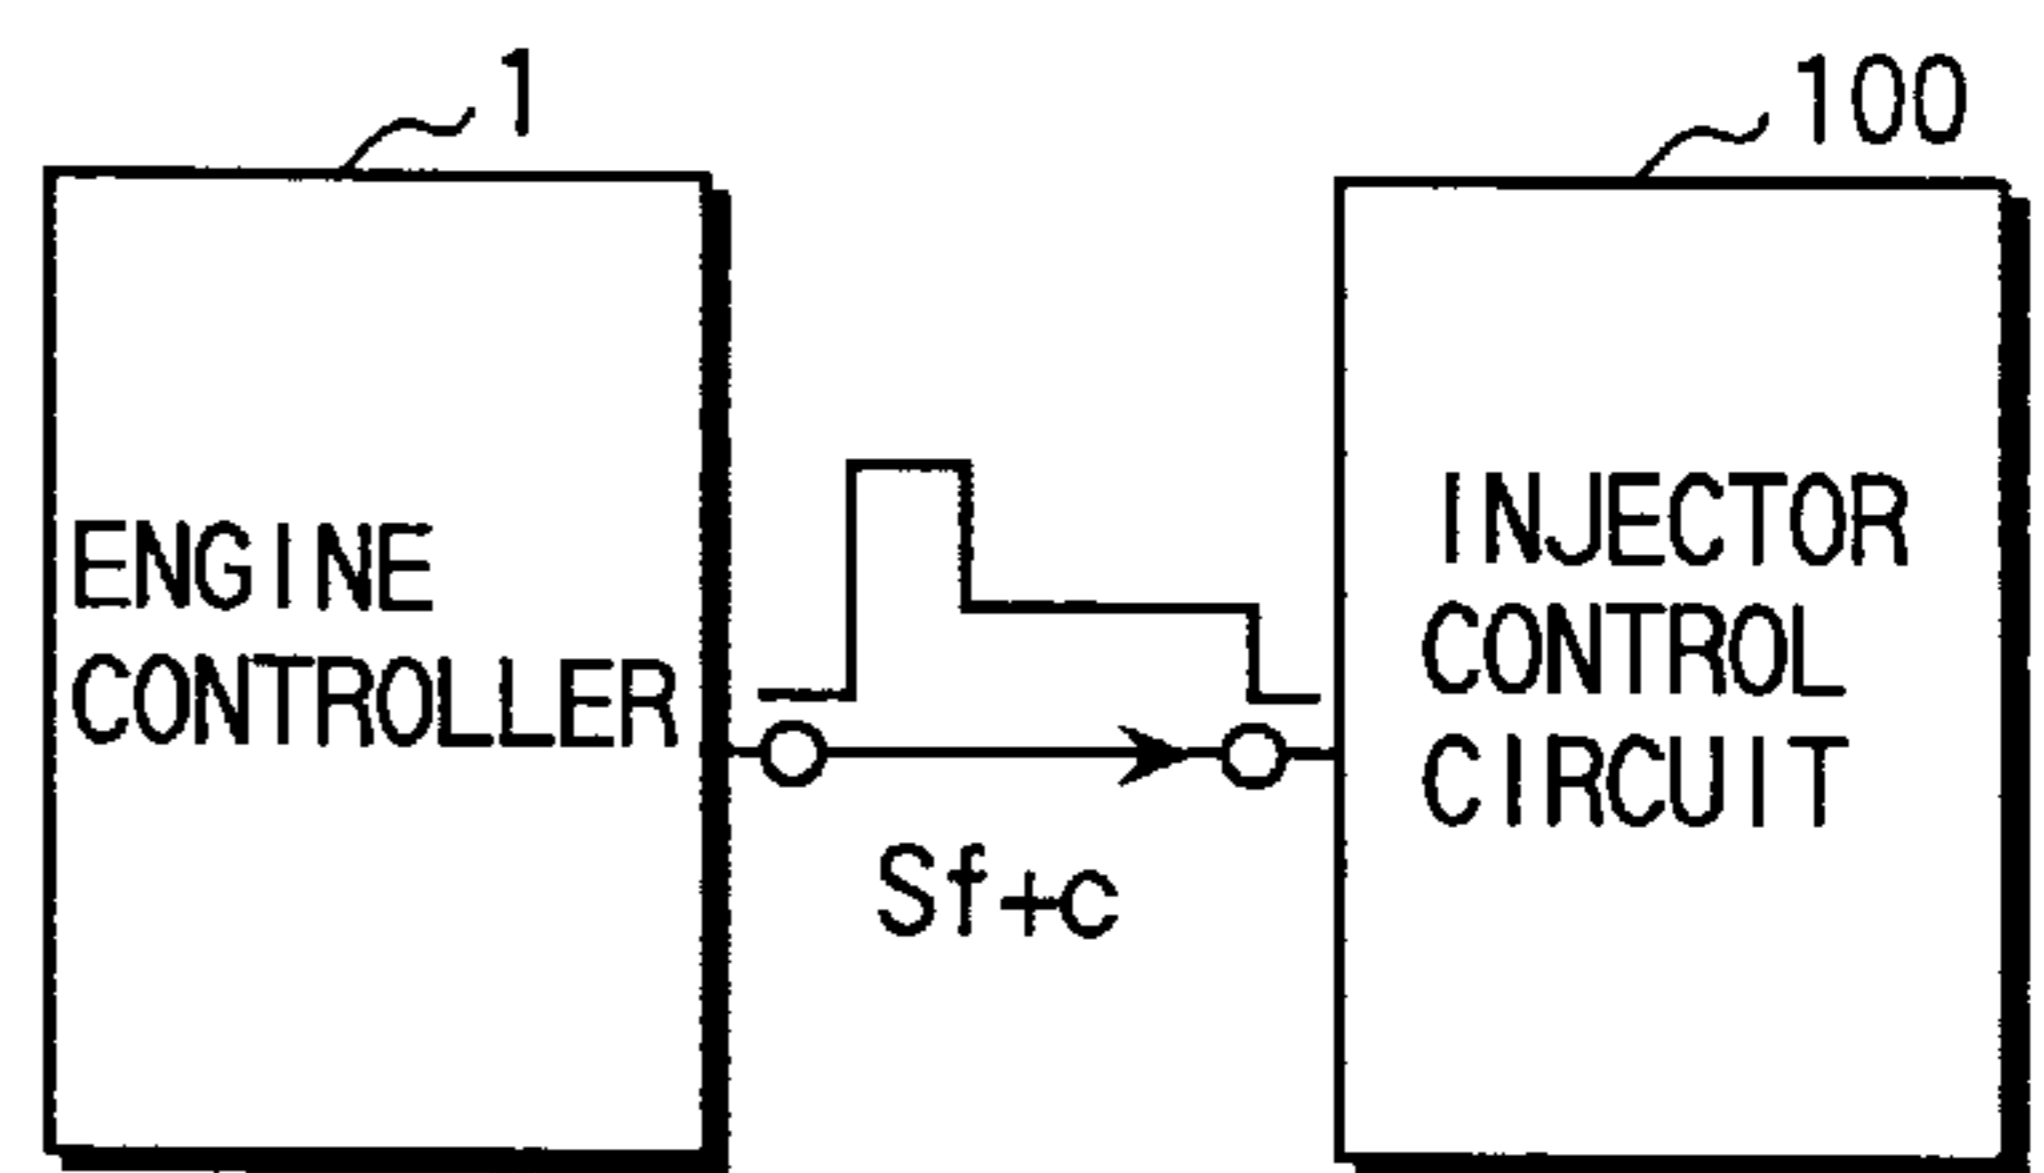 1
100
ENGINE
CONTROLLER
INJECTOR
CONTROL
CIRCUIT
Sf+c